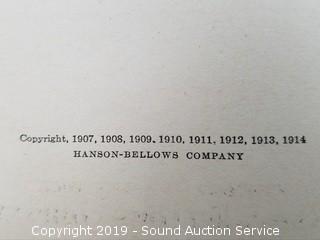 Copyright, 1907, 1908, 1909. 1910, 1911, 1912, 1913, 1914
HANSON-BELLOWS COMPANY
Copyright 2019 - Sound Auction Service